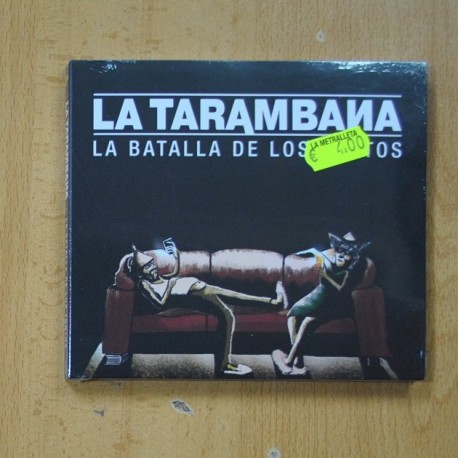 LA TARAMBANA
LA BATALLA DE LOS
LA METRALLETA
€ 4.00